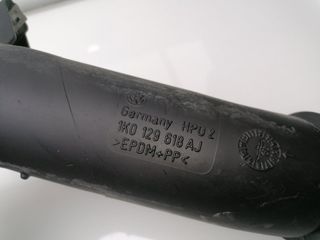 Germany HPU 2
1K0 129 618 AJ
>EPDM+PP<